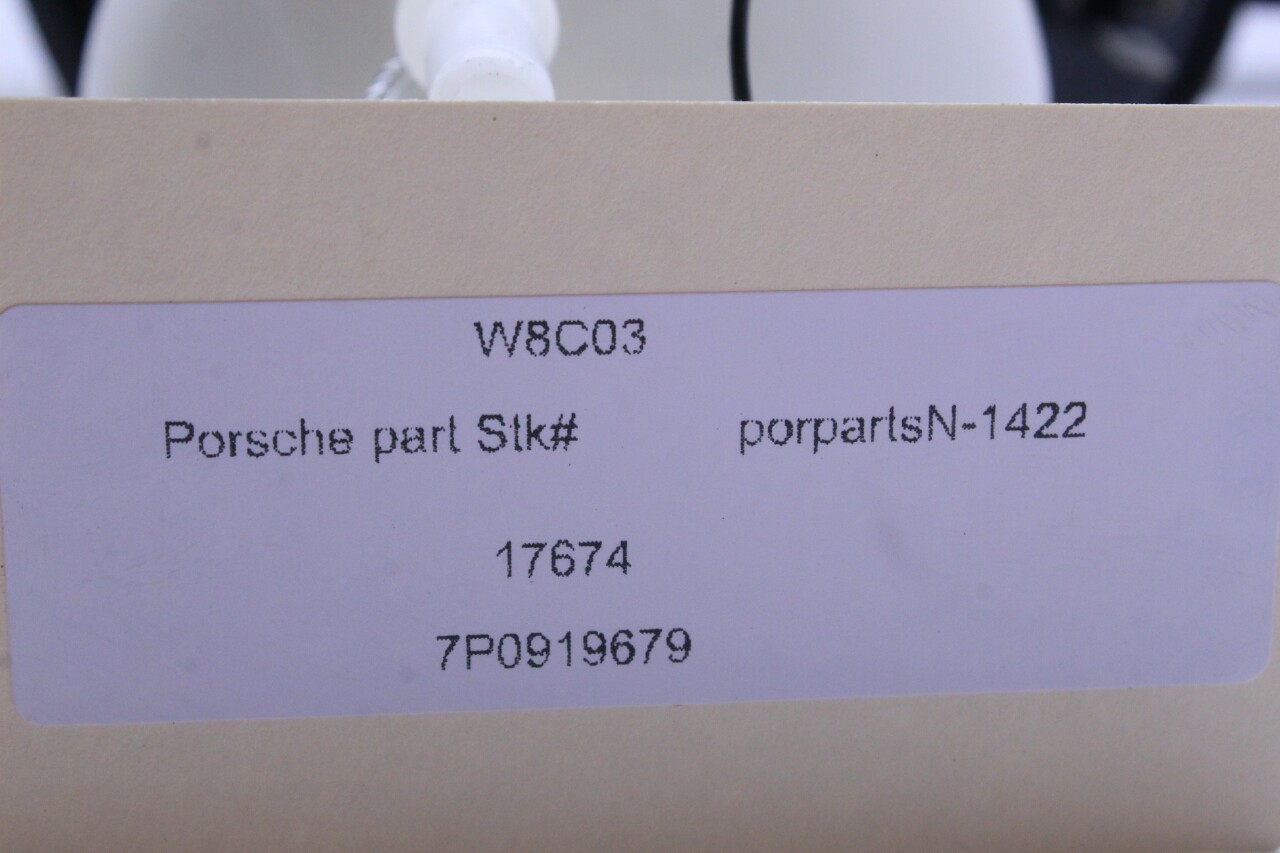 W8C03
Porsche part Stk# porpartsN-1422
17674
7P0919679